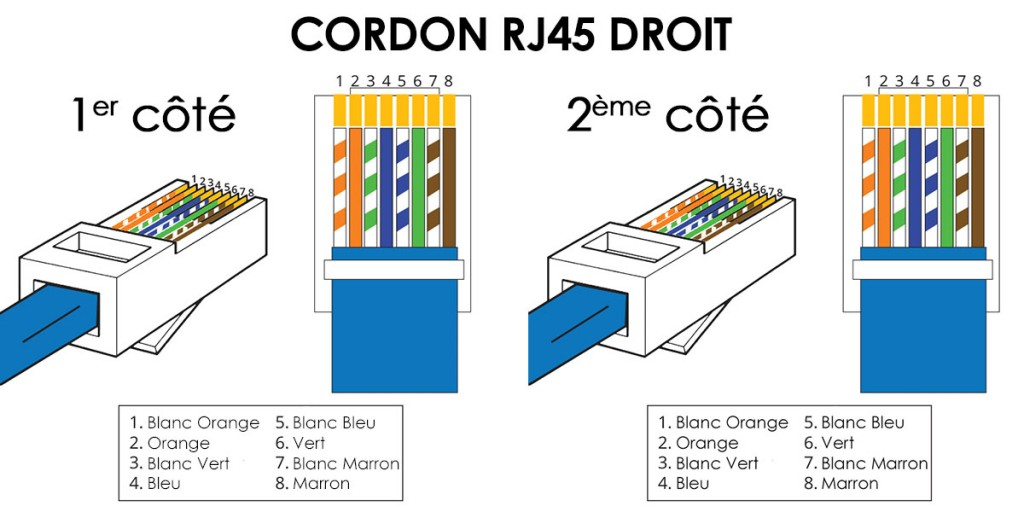 CORDON RJ45 DROIT
1er côté
1 2 3 4 5 6 7 8
1 2 3 4 5 6 7 8
1. Blanc Orange
2. Orange
3. Blanc Vert
4. Bleu
5. Blanc Bleu
6. Vert
7. Blanc Marron
8. Marron
2ème côté
1 2 3 4 5 6 7 8
1 2 3 4 5 6 7 8
1. Blanc Orange
2. Orange
3. Blanc Vert
4. Bleu
5. Blanc Bleu
6. Vert
7. Blanc Marron
8. Marron